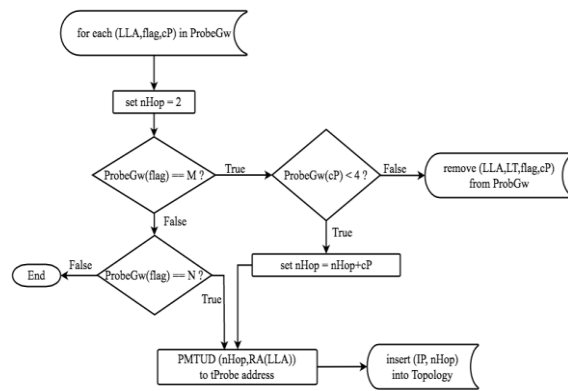 for each (LLA,flag,cP) in ProbeGw
set nHop = 2
ProbeGw(flag) == M ?
True
ProbeGw(cP) < 4 ?
False
remove (LLA,LT,flag,cP)
from ProbGw
False
True
set nHop = nHop+cP
End
False
ProbeGw(flag) == N ?
True
PMTUD (nHop,RA(LLA))
to tProbe address
insert (IP, nHop)
into Topology